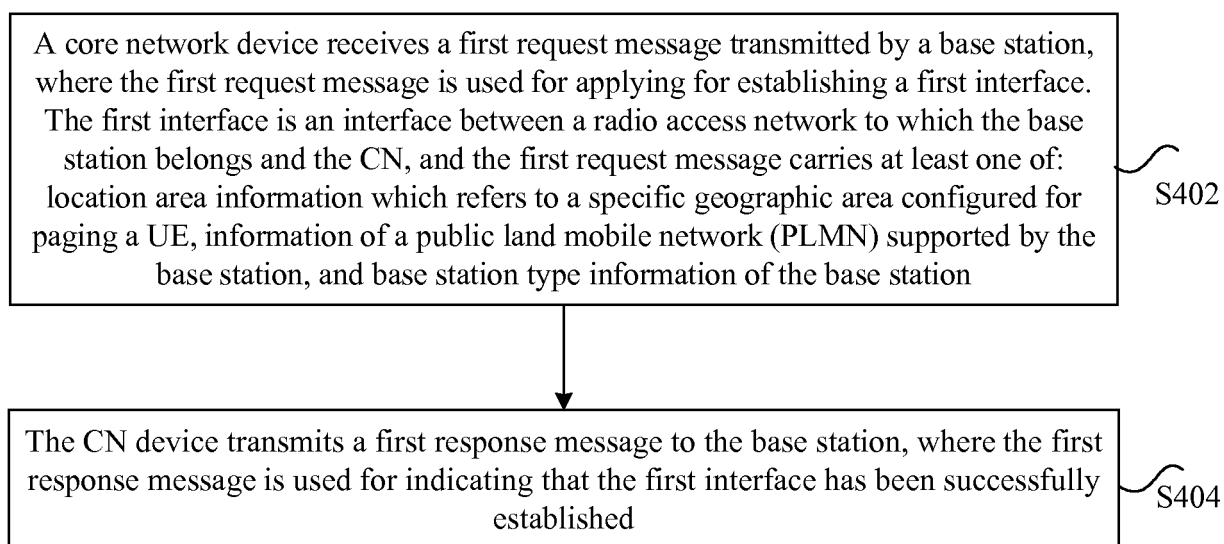 A core network device receives a first request message transmitted by a base station,
where the first request message is used for applying for establishing a first interface.
The first interface is an interface between a radio access network to which the base
station belongs and the CN, and the first request message carries at least one of:
location area information which refers to a specific geographic area configured for
paging a UE, information of a public land mobile network (PLMN) supported by the
base station, and base station type information of the base station
S402
The CN device transmits a first response message to the base station, where the first
response message is used for indicating that the first interface has been successfully
established
S404